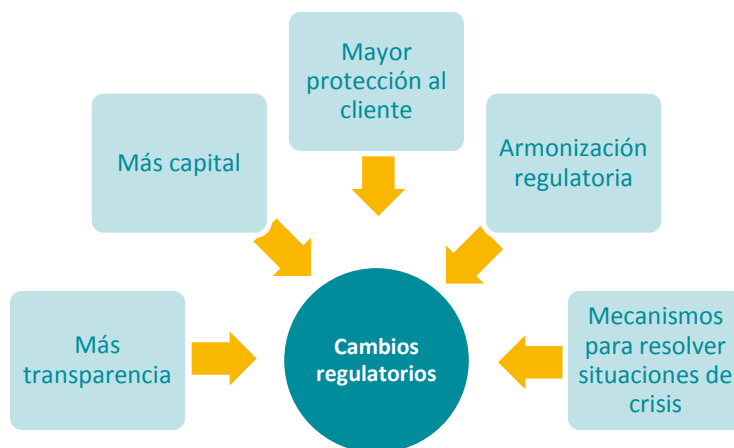 Mayor
protección al
cliente
Más capital
Armonización
regulatoria
Más
transparencia
Cambios
regulatorios
Mecanismos
para resolver
situaciones de
crisis